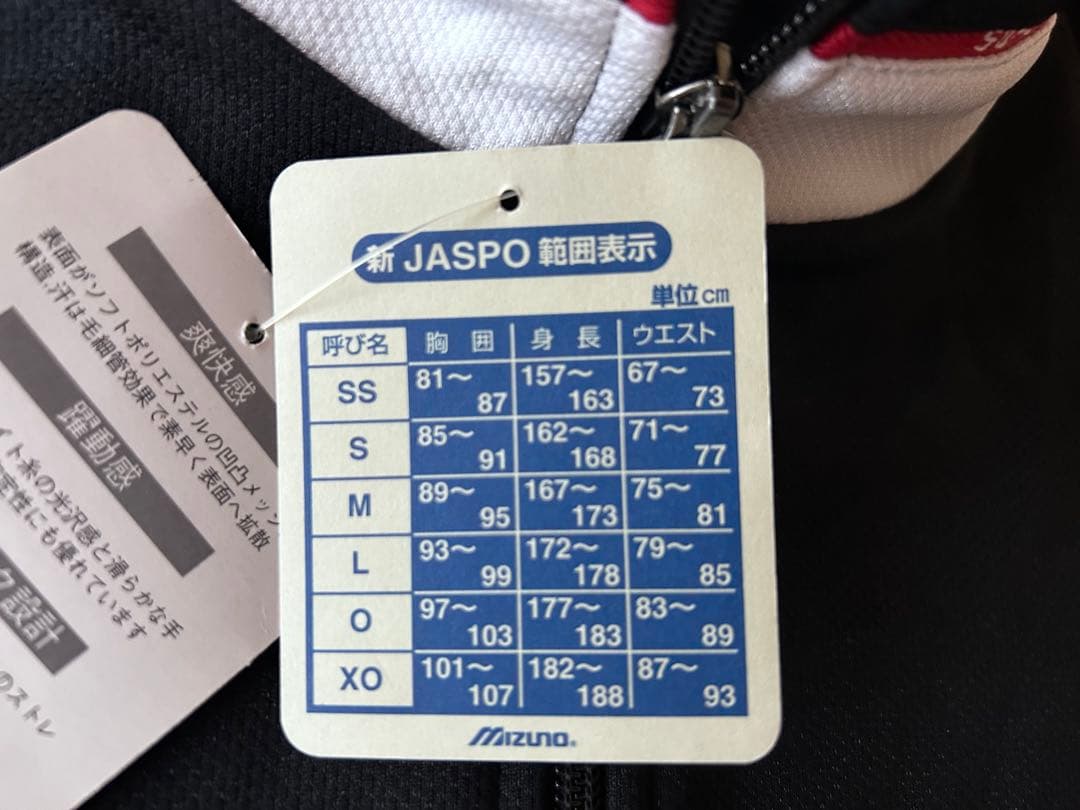 新 JASPO 範囲表示
単位cm
呼び名 胸 囲 身 長 ウエスト
SS 81〜87 157〜163 67〜73
S 85〜91 162〜168 71〜77
M 89〜95 167〜173 75〜81
L 93〜99 172〜178 79〜85
O 97〜103 177〜183 83〜89
XO 101〜107 182〜188 87〜93
MIZUNO
爽快感
表面がソフトポリエステルの凹凸メッシ
構造。汗は毛細管効果で素早く表面へ拡散
躍動感
イト糸の光沢感と滑らかな手
定性にも優れています
ク設計
のストレ